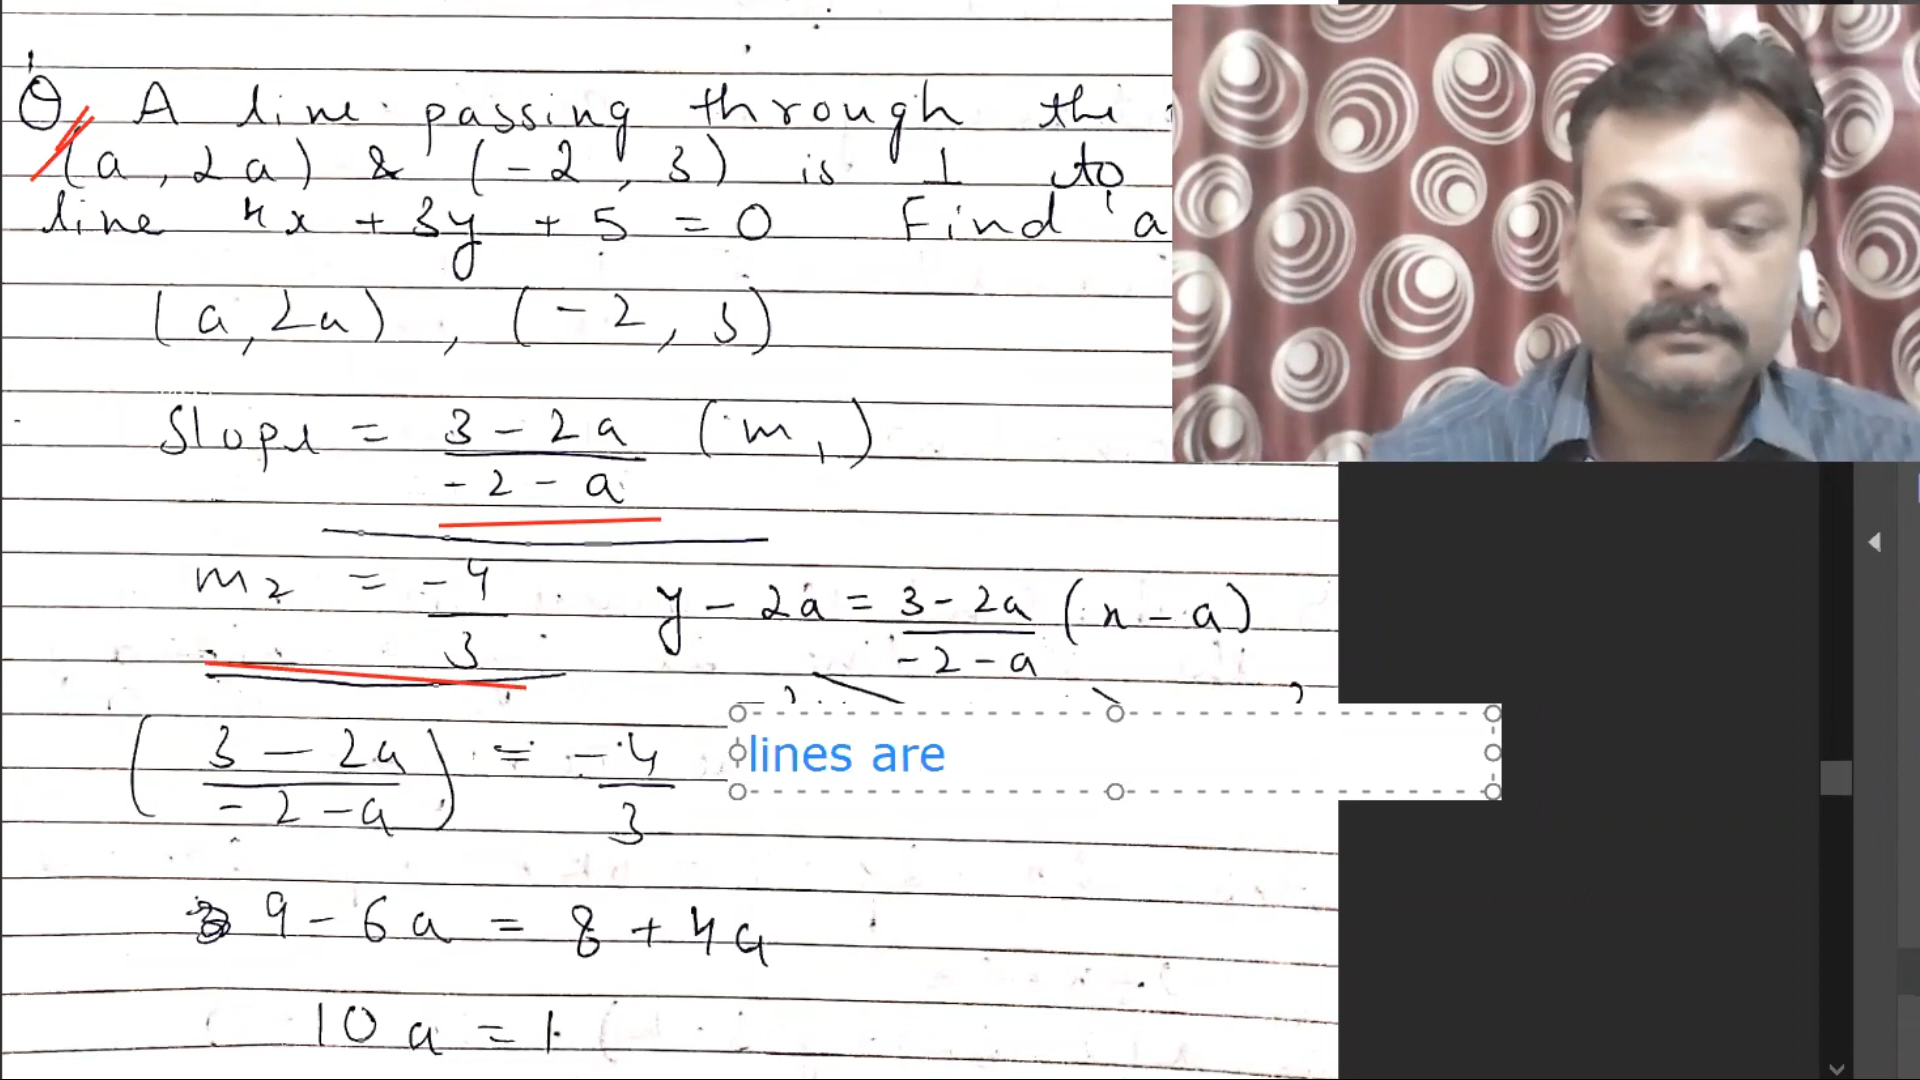 Q. A line passing through the
(a, 2a) & (-2, 3) is ⊥ to
line 4x + 3y + 5 = 0 Find 'a
(a, 2a) , (-2, 3)
Slope = 3 - 2a / -2 - a (m₁)
m₂ = -4/3
y - 2a = 3 - 2a / -2 - a (x - a)
lines are
(3 - 2a / -2 - a) = -4/3
9 - 6a = 8 + 4a
10a = 1